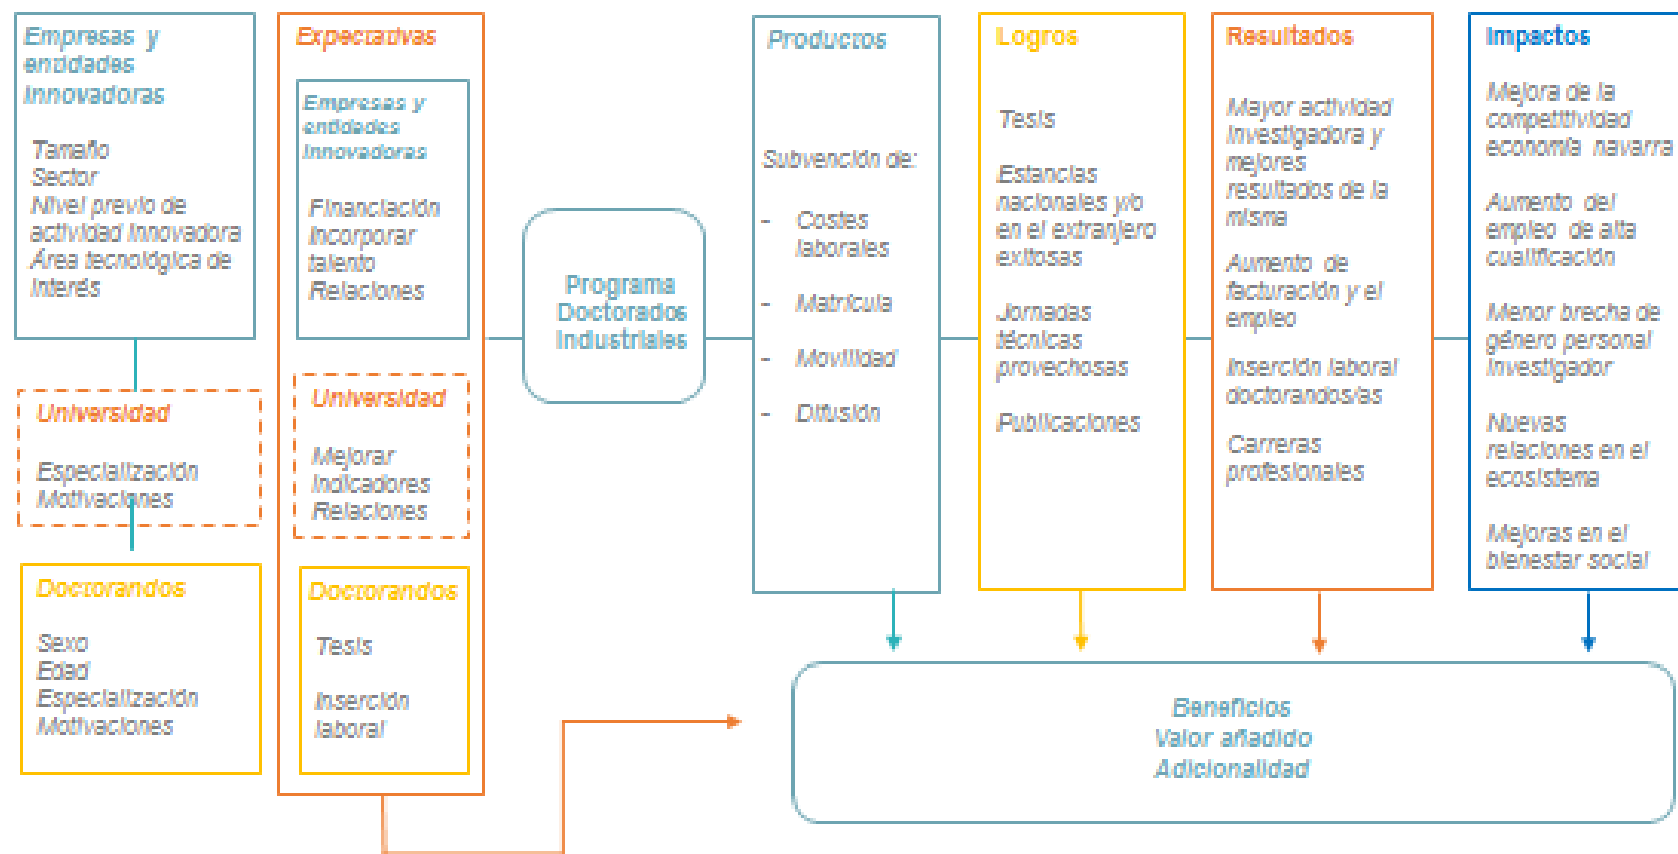 Empresas y
entidades
innovadoras
Tamaño
Sector
Nivel previo de
actividad innovadora
Área tecnológica de
interés
Universidad
Especialización
Motivaciones
Doctorandos
Sexo
Edad
Especialización
Motivaciones
Expectativas
Empresas y
entidades
innovadoras
Financiación
Incorporar
talento
Relaciones
Universidad
Mejorar
indicadores
Relaciones
Doctorandos
Tesis
Inserción
laboral
Programa
Doctorados
Industriales
Productos
Subvención de:
- Costes
laborales
- Matrícula
- Movilidad
- Difusión
Logros
Tesis
Estancias
nacionales y/o
en el extranjero
exitosas
Jornadas
técnicas
provechosas
Publicaciones
Resultados
Mayor actividad
investigadora y
mejores
resultados de la
misma
Aumento de
facturación y el
empleo
Inserción laboral
doctorandos/as
Carreras
profesionales
Impactos
Mejora de la
competitividad
economía navarra
Aumento del
empleo de alta
cualificación
Menor brecha de
género personal
investigador
Nuevas
relaciones en el
ecosistema
Mejoras en el
bienestar social
Beneficios
Valor añadido
Adicionalidad